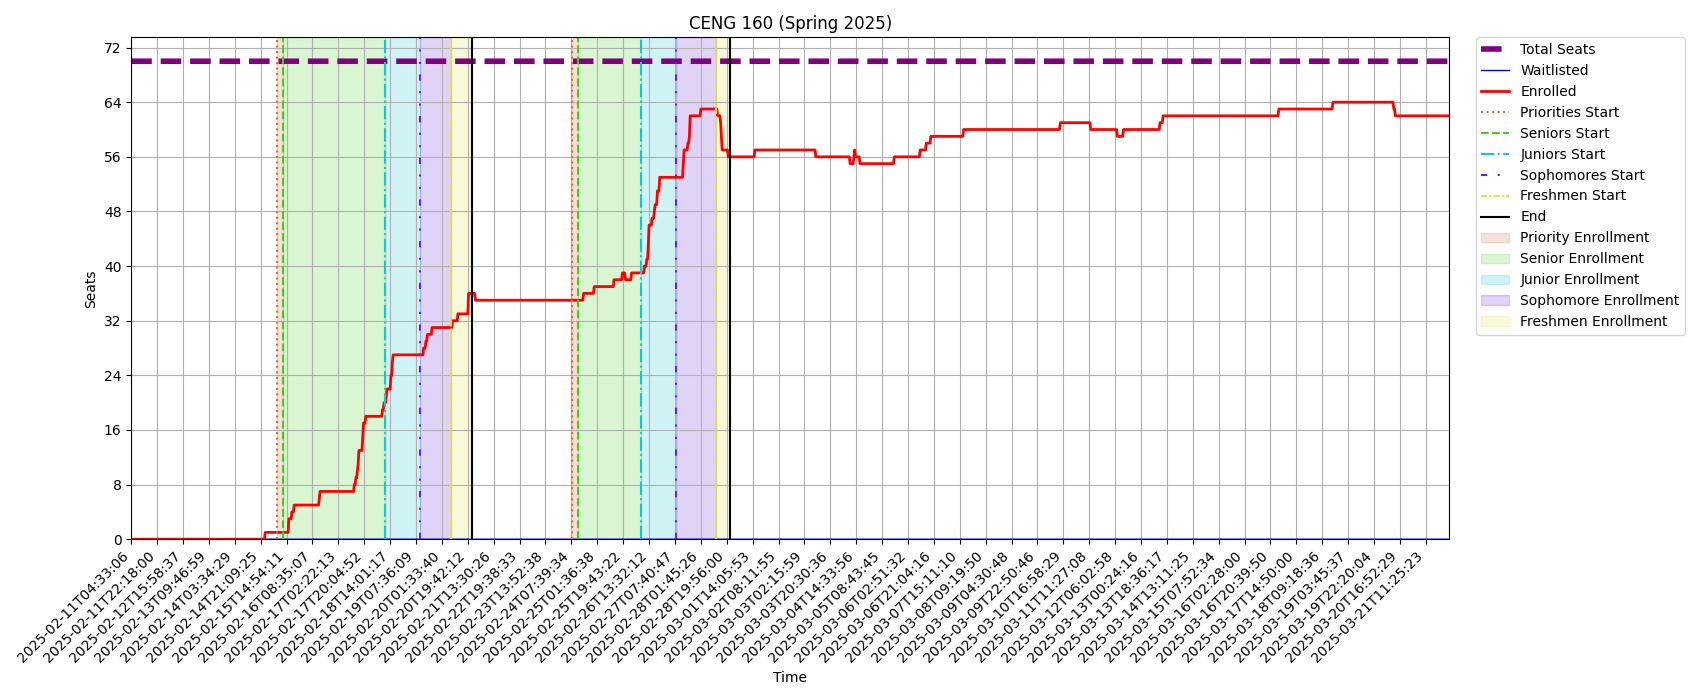 CENG 160 (Spring 2025)
72
64
56
48
40
32
24
16
8
0
Seats
2025-02-11T04:33:06
2025-02-11T22:18:00
2025-02-12T15:58:37
2025-02-13T09:46:59
2025-02-14T03:34:29
2025-02-14T21:09:25
2025-02-15T14:54:11
2025-02-16T08:35:07
2025-02-17T02:22:13
2025-02-17T20:04:52
2025-02-18T14:01:17
2025-02-19T07:36:09
2025-02-20T01:33:40
2025-02-20T19:42:12
2025-02-21T13:30:26
2025-02-22T19:38:33
2025-02-23T13:52:38
2025-02-24T07:39:34
2025-02-25T01:36:38
2025-02-25T19:43:22
2025-02-26T13:32:12
2025-02-27T07:40:47
2025-02-28T01:45:26
2025-02-28T19:56:00
2025-03-01T14:05:53
2025-03-02T08:11:55
2025-03-03T02:15:59
2025-03-03T20:30:36
2025-03-04T14:33:56
2025-03-05T08:43:45
2025-03-06T02:51:32
2025-03-06T21:04:16
2025-03-07T15:11:10
2025-03-08T09:19:50
2025-03-09T04:30:48
2025-03-09T22:50:46
2025-03-10T16:58:29
2025-03-11T11:27:08
2025-03-12T06:02:58
2025-03-13T00:24:16
2025-03-13T18:36:17
2025-03-14T13:11:25
2025-03-15T07:52:34
2025-03-16T02:28:00
2025-03-16T20:39:50
2025-03-17T14:50:00
2025-03-18T09:18:36
2025-03-19T03:45:37
2025-03-19T22:20:04
2025-03-20T16:52:29
2025-03-21T11:25:23
Time
Total Seats
Waitlisted
Enrolled
Priorities Start
Seniors Start
Juniors Start
Sophomores Start
Freshmen Start
End
Priority Enrollment
Senior Enrollment
Junior Enrollment
Sophomore Enrollment
Freshmen Enrollment